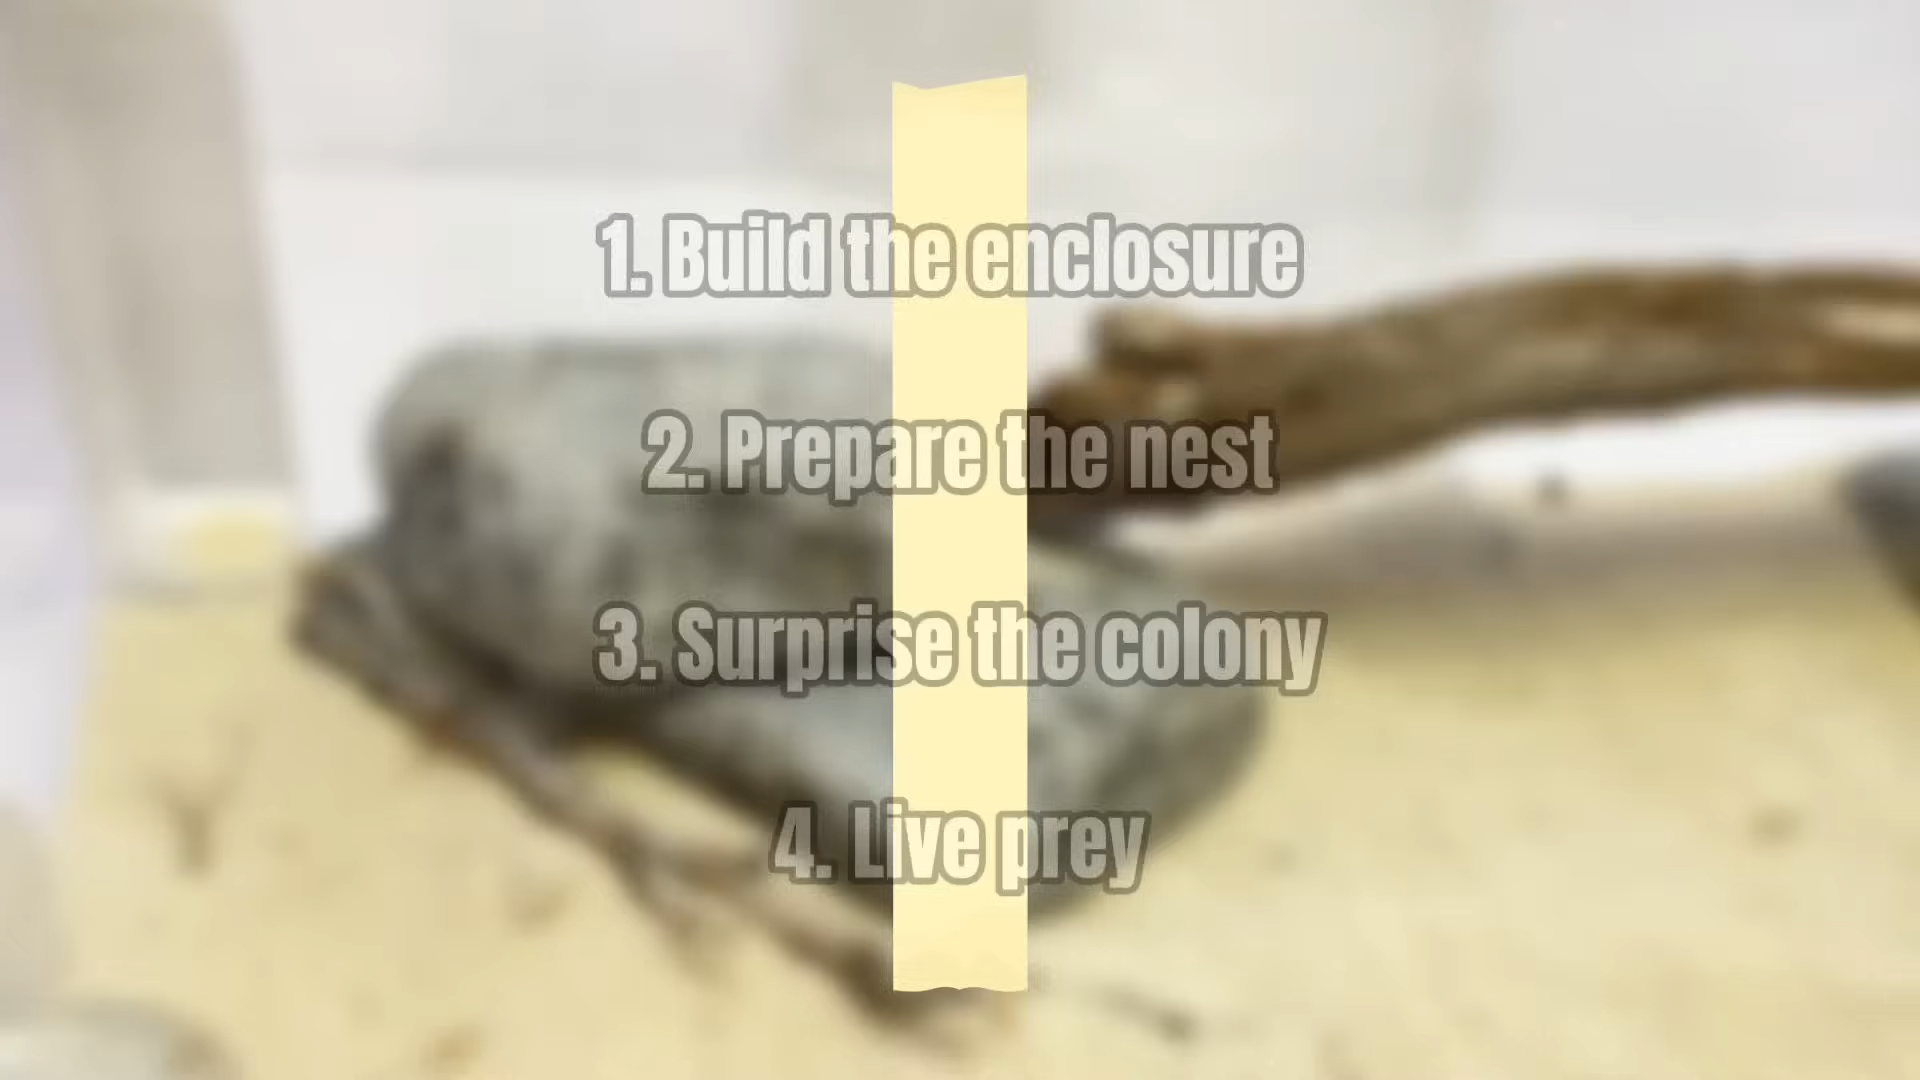 1. Build the enclosure
2. Prepare the nest
3. Surprise the colony
4. Live prey